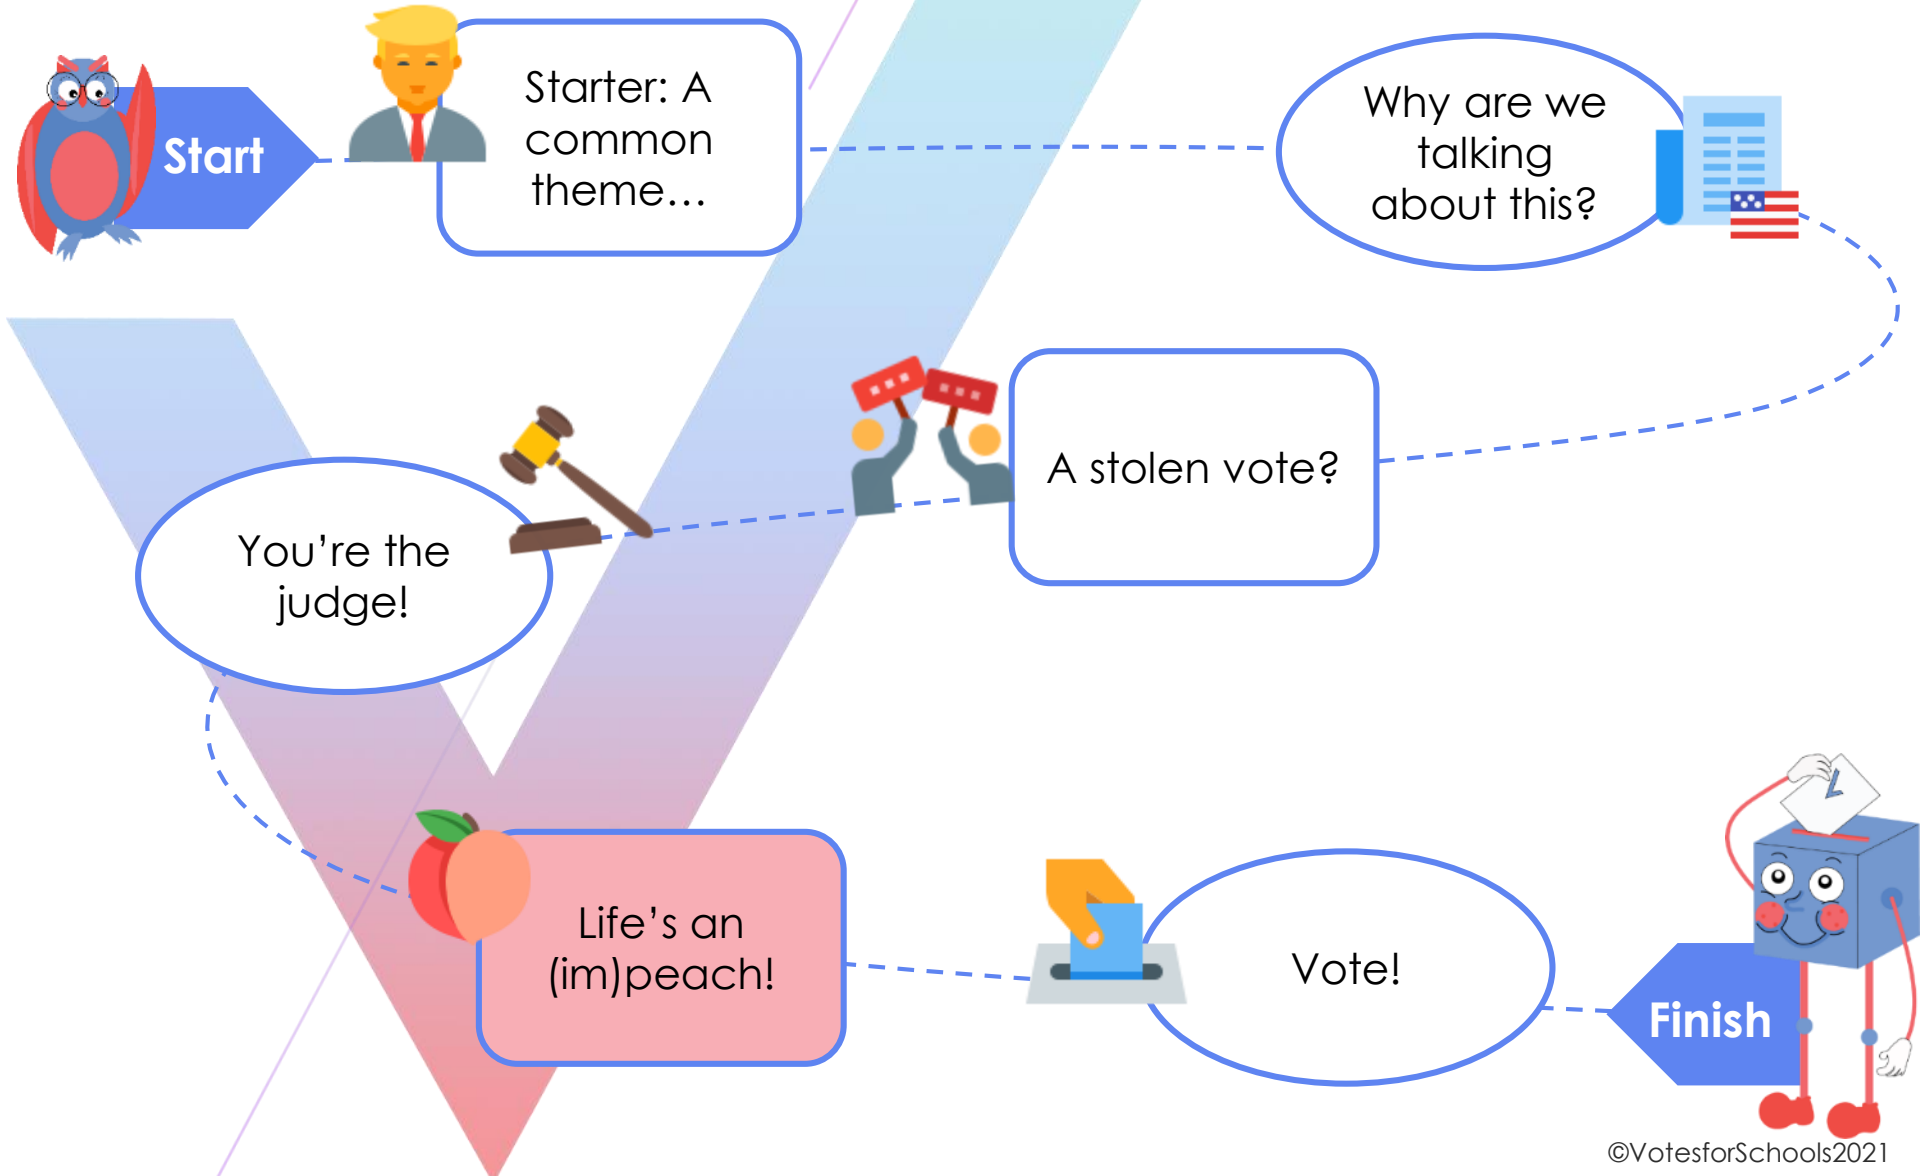 Start
Starter: A
common
theme…
Why are we
talking
about this?
A stolen vote?
You’re the
judge!
Life’s an
(im)peach!
Vote!
Finish
©VotesforSchools2021